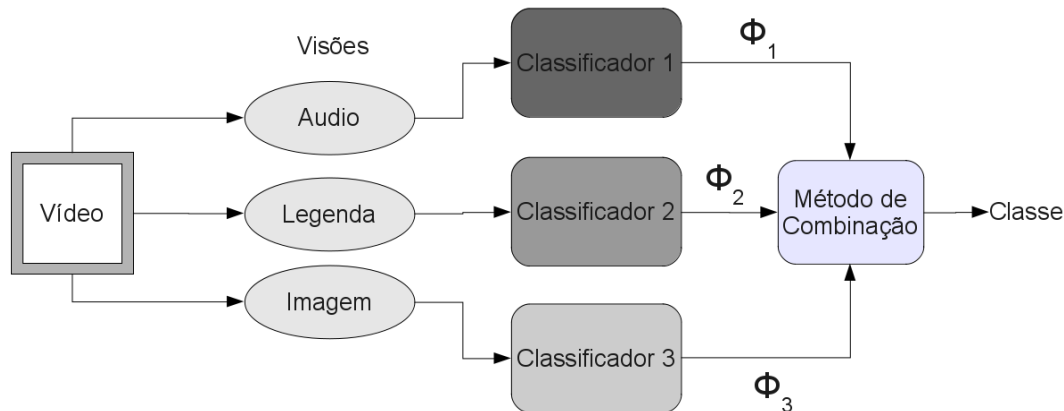 Visões
Vídeo
Audio
Legenda
Imagem
Classificador 1
Classificador 2
Classificador 3
Φ1
Φ2
Φ3
Método de
Combinação
Classe